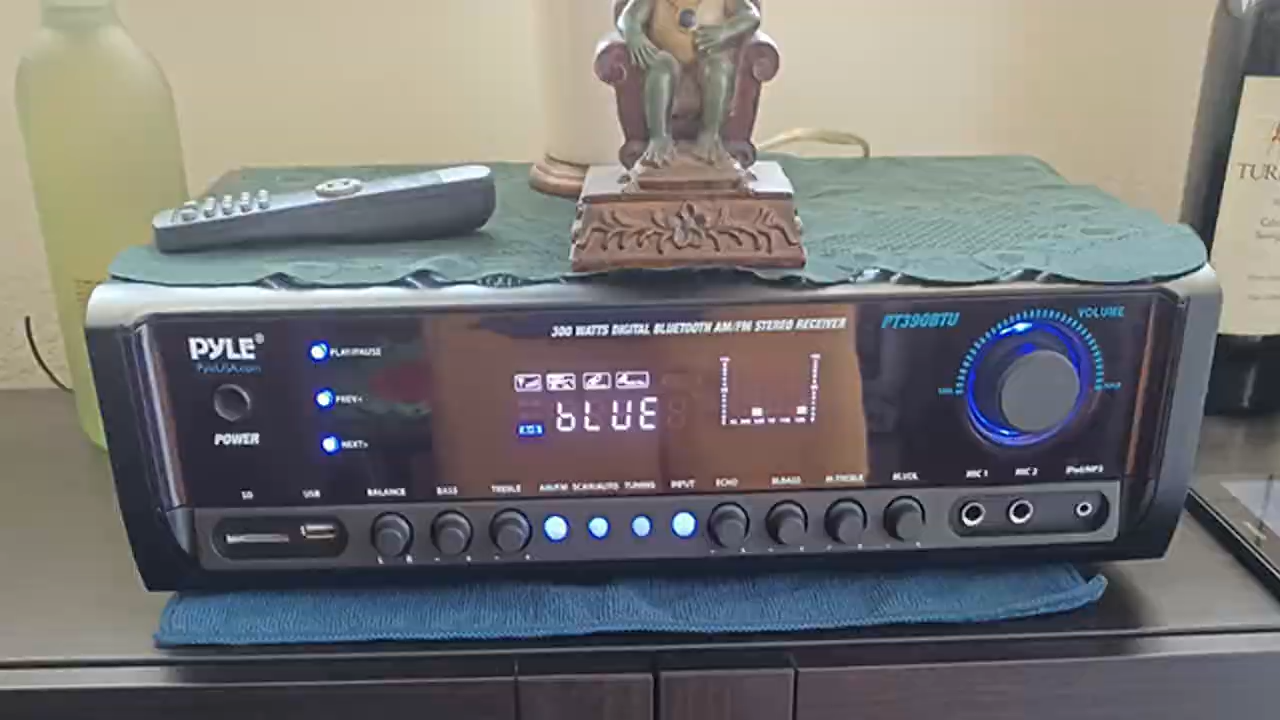 300 WATTS DIGITAL BLUETOOTH AM/FM STEREO RECEIVER
PT390BTU
VOLUME
PYLE®
PyleUSA.com
PLAY/PAUSE
PREV-
NEXT+
POWER
bLUE
SD
USB
BALANCE
BASS
TREBLE
AM/FM
SCAN/AUTO
TUNING
INPUT
ECHO
M.BASS
M.TREBLE
M.VOL
MIC 1
MIC 2
iPod/MP3